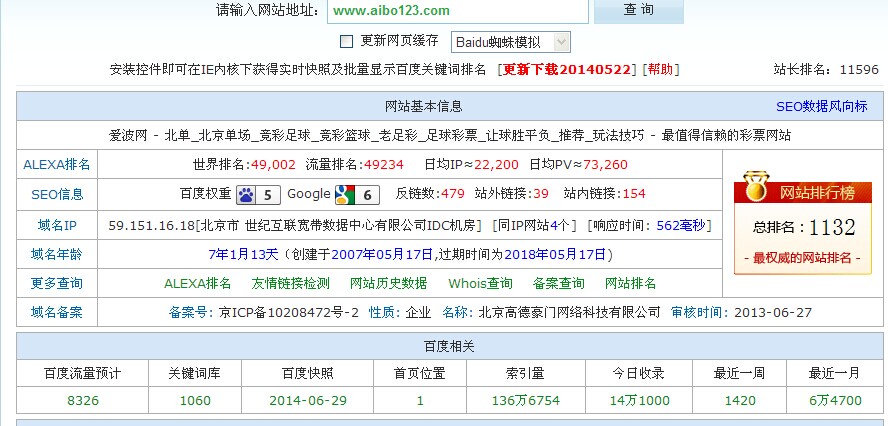 请输入网站地址： www.aibo123.com 查 询
更新网页缓存 Baidu蜘蛛模拟
安装控件即可在IE内核下获得实时快照及批量显示百度关键词排名 [更新下载20140522] [帮助] 站长排名：11596
网站基本信息 SEO数据风向标
爱波网 - 北单_北京单场_竞彩足球_竞彩篮球_老足彩_足球彩票_让球胜平负_推荐_玩法技巧 - 最值得信赖的彩票网站
ALEXA排名 世界排名:49,002 流量排名:49234 日均IP≈22,200 日均PV≈73,260
SEO信息 百度权重 5 Google 6 反链数:479 站外链接:39 站内链接:154
域名IP 59.151.16.18[北京市 世纪互联宽带数据中心有限公司IDC机房] [同IP网站4个] [响应时间: 562毫秒]
域名年龄 7年1月13天（创建于2007年05月17日,过期时间为2018年05月17日)
更多查询 ALEXA排名 友情链接检测 网站历史数据 Whois查询 备案查询 网站排名
网站排行榜
总排名：1132
- 最权威的网站排名 -
域名备案 备案号: 京ICP备10208472号-2 性质: 企业 名称: 北京高德豪门网络科技有限公司 审核时间: 2013-06-27
百度相关
百度流量预计 关键词库 百度快照 首页位置 索引量 今日收录 最近一周 最近一月
8326 1060 2014-06-29 1 136万6754 14万1000 1420 6万4700